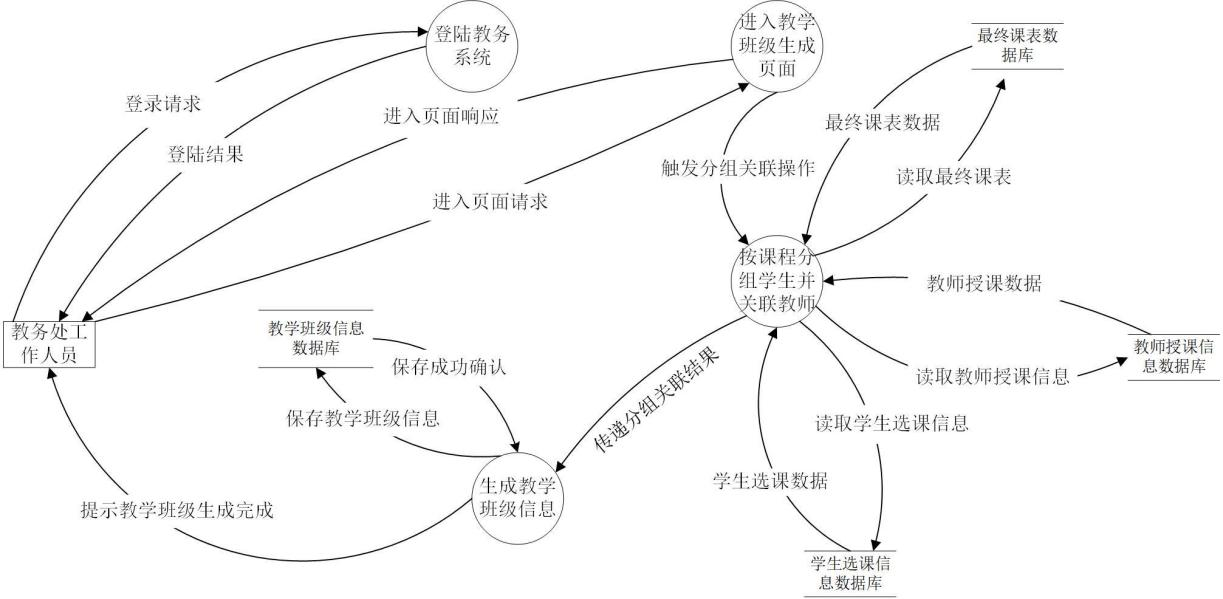 登陆教务
系统
进入教学
班级生成
页面
最终课表数
据库
登录请求
进入页面响应
最终课表数据
登陆结果
触发分组关联操作
读取最终课表
进入页面请求
按课程分
组学生并
关联教师
教师授课数据
教务处工
作人员
教学班级信息
数据库
保存成功确认
教师授课信
息数据库
读取教师授课信息
传递分组关联结果
保存教学班级信息
读取学生选课信息
生成教学
班级信息
学生选课数据
提示教学班级生成完成
学生选课信
息数据库